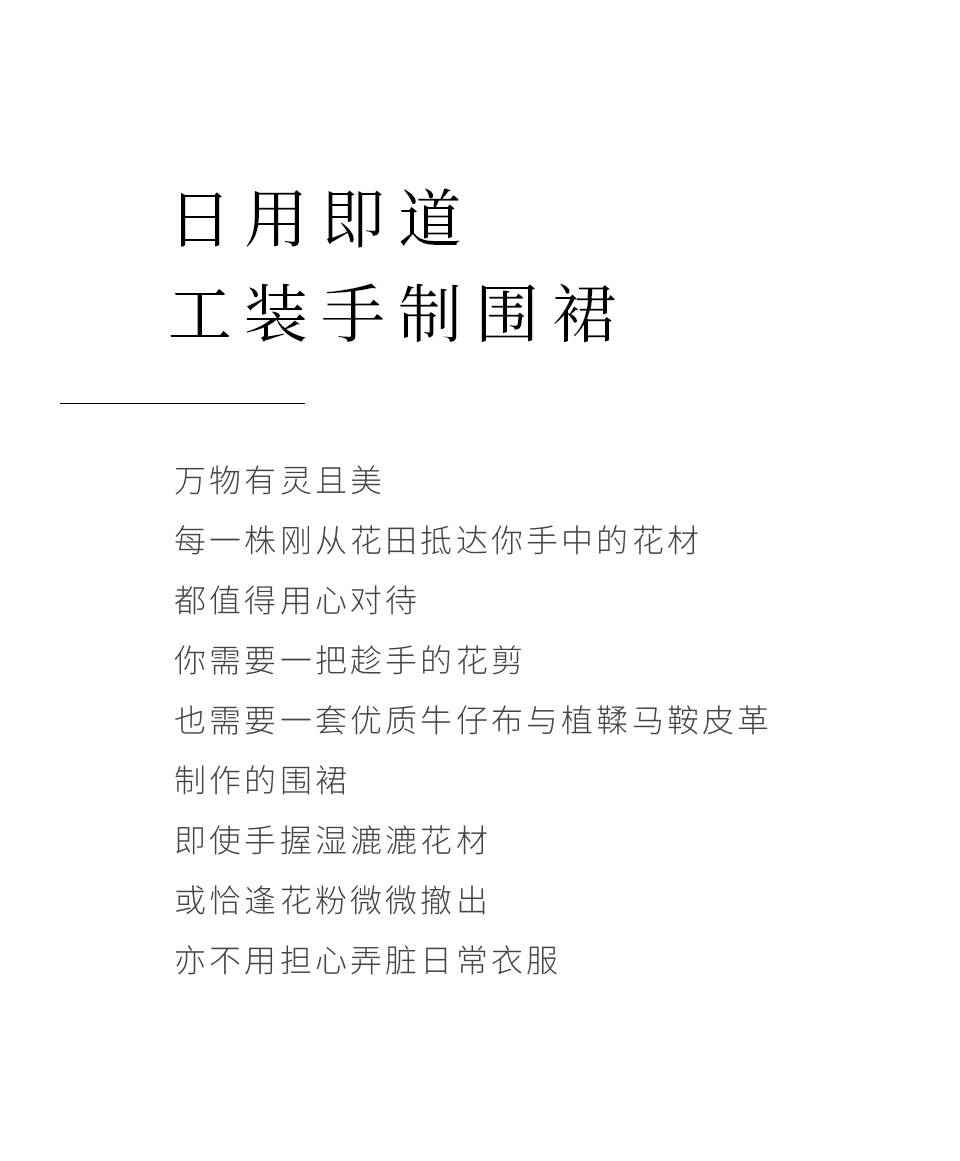 日用即道
工装手制围裙
万物有灵且美
每一株刚从花田抵达你手中的花材
都值得用心对待
你需要一把趁手的花剪
也需要一套优质牛仔布与植鞣马鞍皮革
制作的围裙
即使手握湿漉漉花材
或恰逢花粉微微撤出
亦不用担心弄脏日常衣服